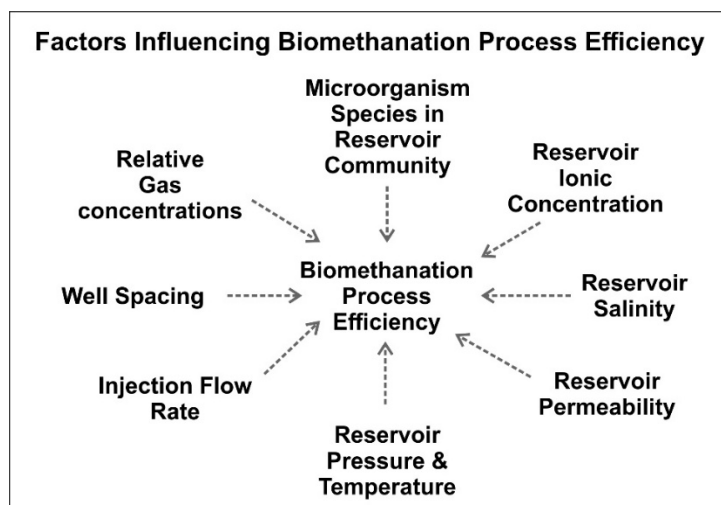 Factors Influencing Biomethanation Process Efficiency
Microorganism
Species in
Reservoir
Community
Relative
Gas
concentrations
Reservoir
Ionic
Concentration
Well Spacing
Biomethanation
Process
Efficiency
Reservoir
Salinity
Injection Flow
Rate
Reservoir
Pressure &
Temperature
Reservoir
Permeability